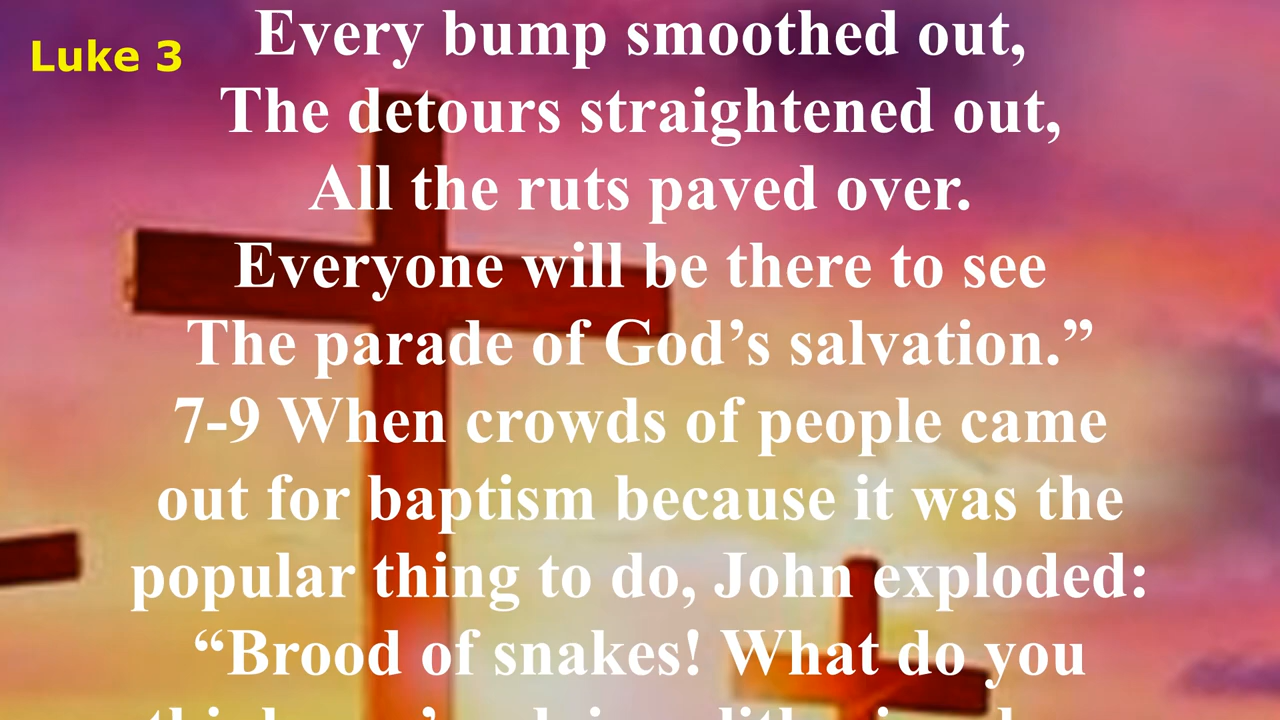 Luke 3
Every bump smoothed out,
The detours straightened out,
All the ruts paved over.
Everyone will be there to see
The parade of God’s salvation.”
7-9 When crowds of people came
out for baptism because it was the
popular thing to do, John exploded:
“Brood of snakes! What do you